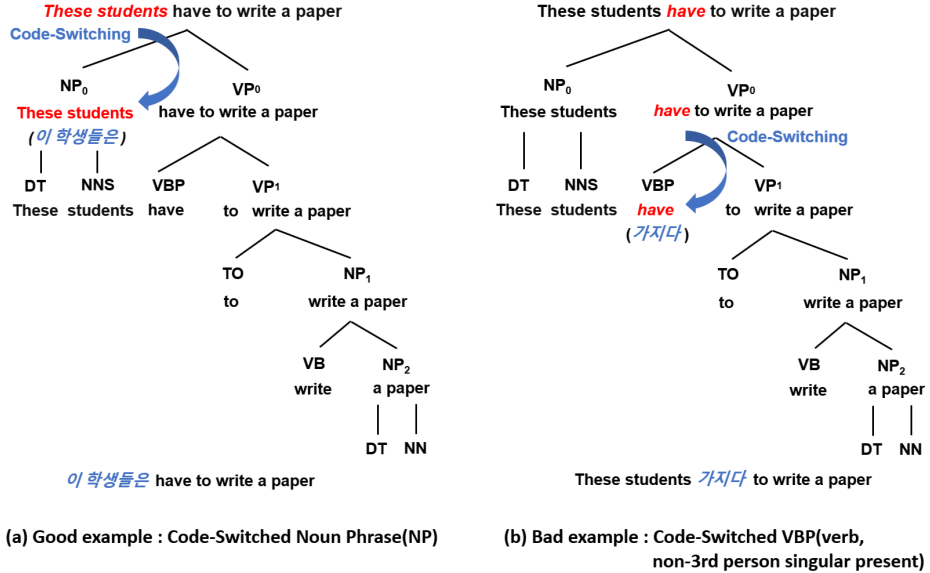 These students have to write a paper
Code-Switching
NP0
VP0
These students
have to write a paper
(이 학생들은)
DT
NNS
VBP
VP1
These
students
have
to
write a paper
TO
NP1
to
write a paper
VB
NP2
write
a paper
DT
NN
이 학생들은 have to write a paper
(a) Good example : Code-Switched Noun Phrase(NP)
These students have to write a paper
NP0
VP0
These students
have to write a paper
Code-Switching
DT
NNS
VBP
VP1
These
students
have
to
write a paper
(가지다)
TO
NP1
to
write a paper
VB
NP2
write
a paper
DT
NN
These students 가지다 to write a paper
(b) Bad example : Code-Switched VBP(verb,
non-3rd person singular present)